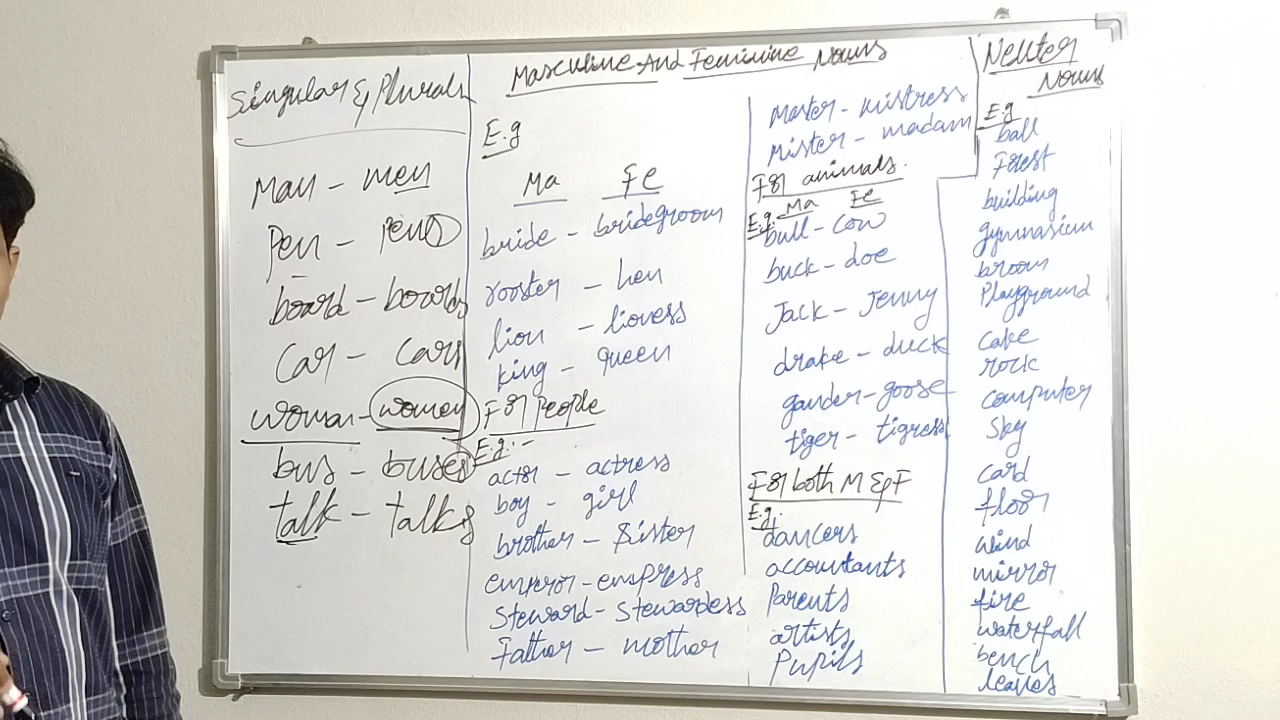 Singular & Plurals
Man - men
Pen - Pens
board - boards
Car - Cars
woman - women
bus - buses
talk - talks
Masculine And Feminine Nouns
E.g
Ma Fe
bride - bridegroom
rooster - hen
lion - lioness
king - queen
For People
E.g:-
actor - actress
boy - girl
brother - Sister
emperor - empress
Steward - Stewardess
Father - mother
Master - mistress
Mister - madam
For animals.
Ma Fe
E.g:
bull - cow
buck - doe
Jack - Jenny
drake - duck
gander - goose
tiger - tigress
For both M & F
E.g:
dancers
accountants
Parents
artists
Pupils
Neuter
Nouns
E.g
ball
Forest
building
gymnasium
broom
Playground
cake
rock
computer
Sky
card
floor
wind
mirror
fire
waterfall
bench
leaves